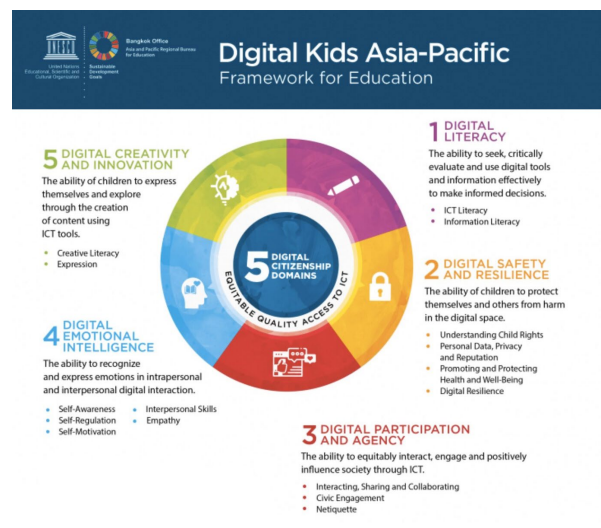 UNESCO
United Nations
Educational, Scientific and
Cultural Organization
Sustainable
Development
Goals
Bangkok Office
Asia and Pacific Regional Bureau
for Education
Digital Kids Asia-Pacific
Framework for Education
1 DIGITAL
LITERACY
The ability to seek, critically
evaluate and use digital tools
and information effectively
to make informed decisions.
• ICT Literacy
• Information Literacy
2 DIGITAL SAFETY
AND RESILIENCE
The ability of children to protect
themselves and others from harm
in the digital space.
• Understanding Child Rights
• Personal Data, Privacy
and Reputation
• Promoting and Protecting
Health and Well-Being
• Digital Resilience
3 DIGITAL PARTICIPATION
AND AGENCY
The ability to equitably interact, engage and positively
influence society through ICT.
• Interacting, Sharing and Collaborating
• Civic Engagement
• Netiquette
4 DIGITAL
EMOTIONAL
INTELLIGENCE
The ability to recognize
and express emotions in intrapersonal
and interpersonal digital interaction.
• Self-Awareness
• Self-Regulation
• Self-Motivation
• Interpersonal Skills
• Empathy
5 DIGITAL CREATIVITY
AND INNOVATION
The ability of children to express
themselves and explore
through the creation
of content using
ICT tools.
• Creative Literacy
• Expression
5 DIGITAL
CITIZENSHIP
DOMAINS
EQUITABLE QUALITY ACCESS TO ICT